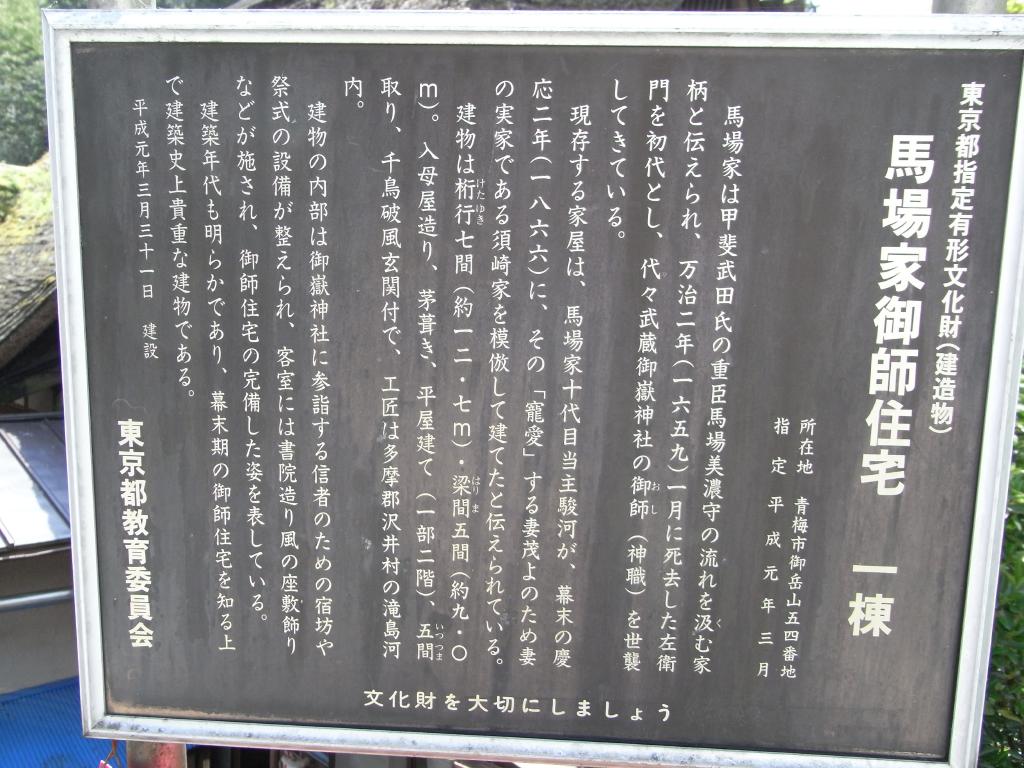 東京都指定有形文化財(建造物)
馬場家御師住宅 一棟
所在地 青梅市御岳山五四番地
指定 平成元年三月
馬場家は甲斐武田氏の重臣馬場美濃守の流れを汲む家
柄と伝えられ、万治二年(一六五九)一月に死去した左衛
門を初代とし、代々武蔵御嶽神社の御師(神職)を世襲
してきている。
現存する家屋は、馬場家十代目当主駿河が、幕末の慶
応二年(一八六六)に、その「寵愛」する妻茂よのため妻
の実家である須崎家を模倣して建てたと伝えられている。
建物は桁行七間(約一二・七m)・梁間五間(約九・〇
m)。入母屋造り、茅葺き、平屋建て(一部二階)、五間
取り、千鳥破風玄関付で、工匠は多摩郡沢井村の滝島河
内。
建物の内部は御嶽神社に参詣する信者のための宿坊や
祭式の設備が整えられ、客室には書院造り風の座敷飾り
などが施され、御師住宅の完備した姿を表している。
建築年代も明らかであり、幕末期の御師住宅を知る上
で建築史上貴重な建物である。
平成元年三月三十一日 建設
東京都教育委員会
文化財を大切にしましょう
く
おし
けたゆき
はりま
いつつま